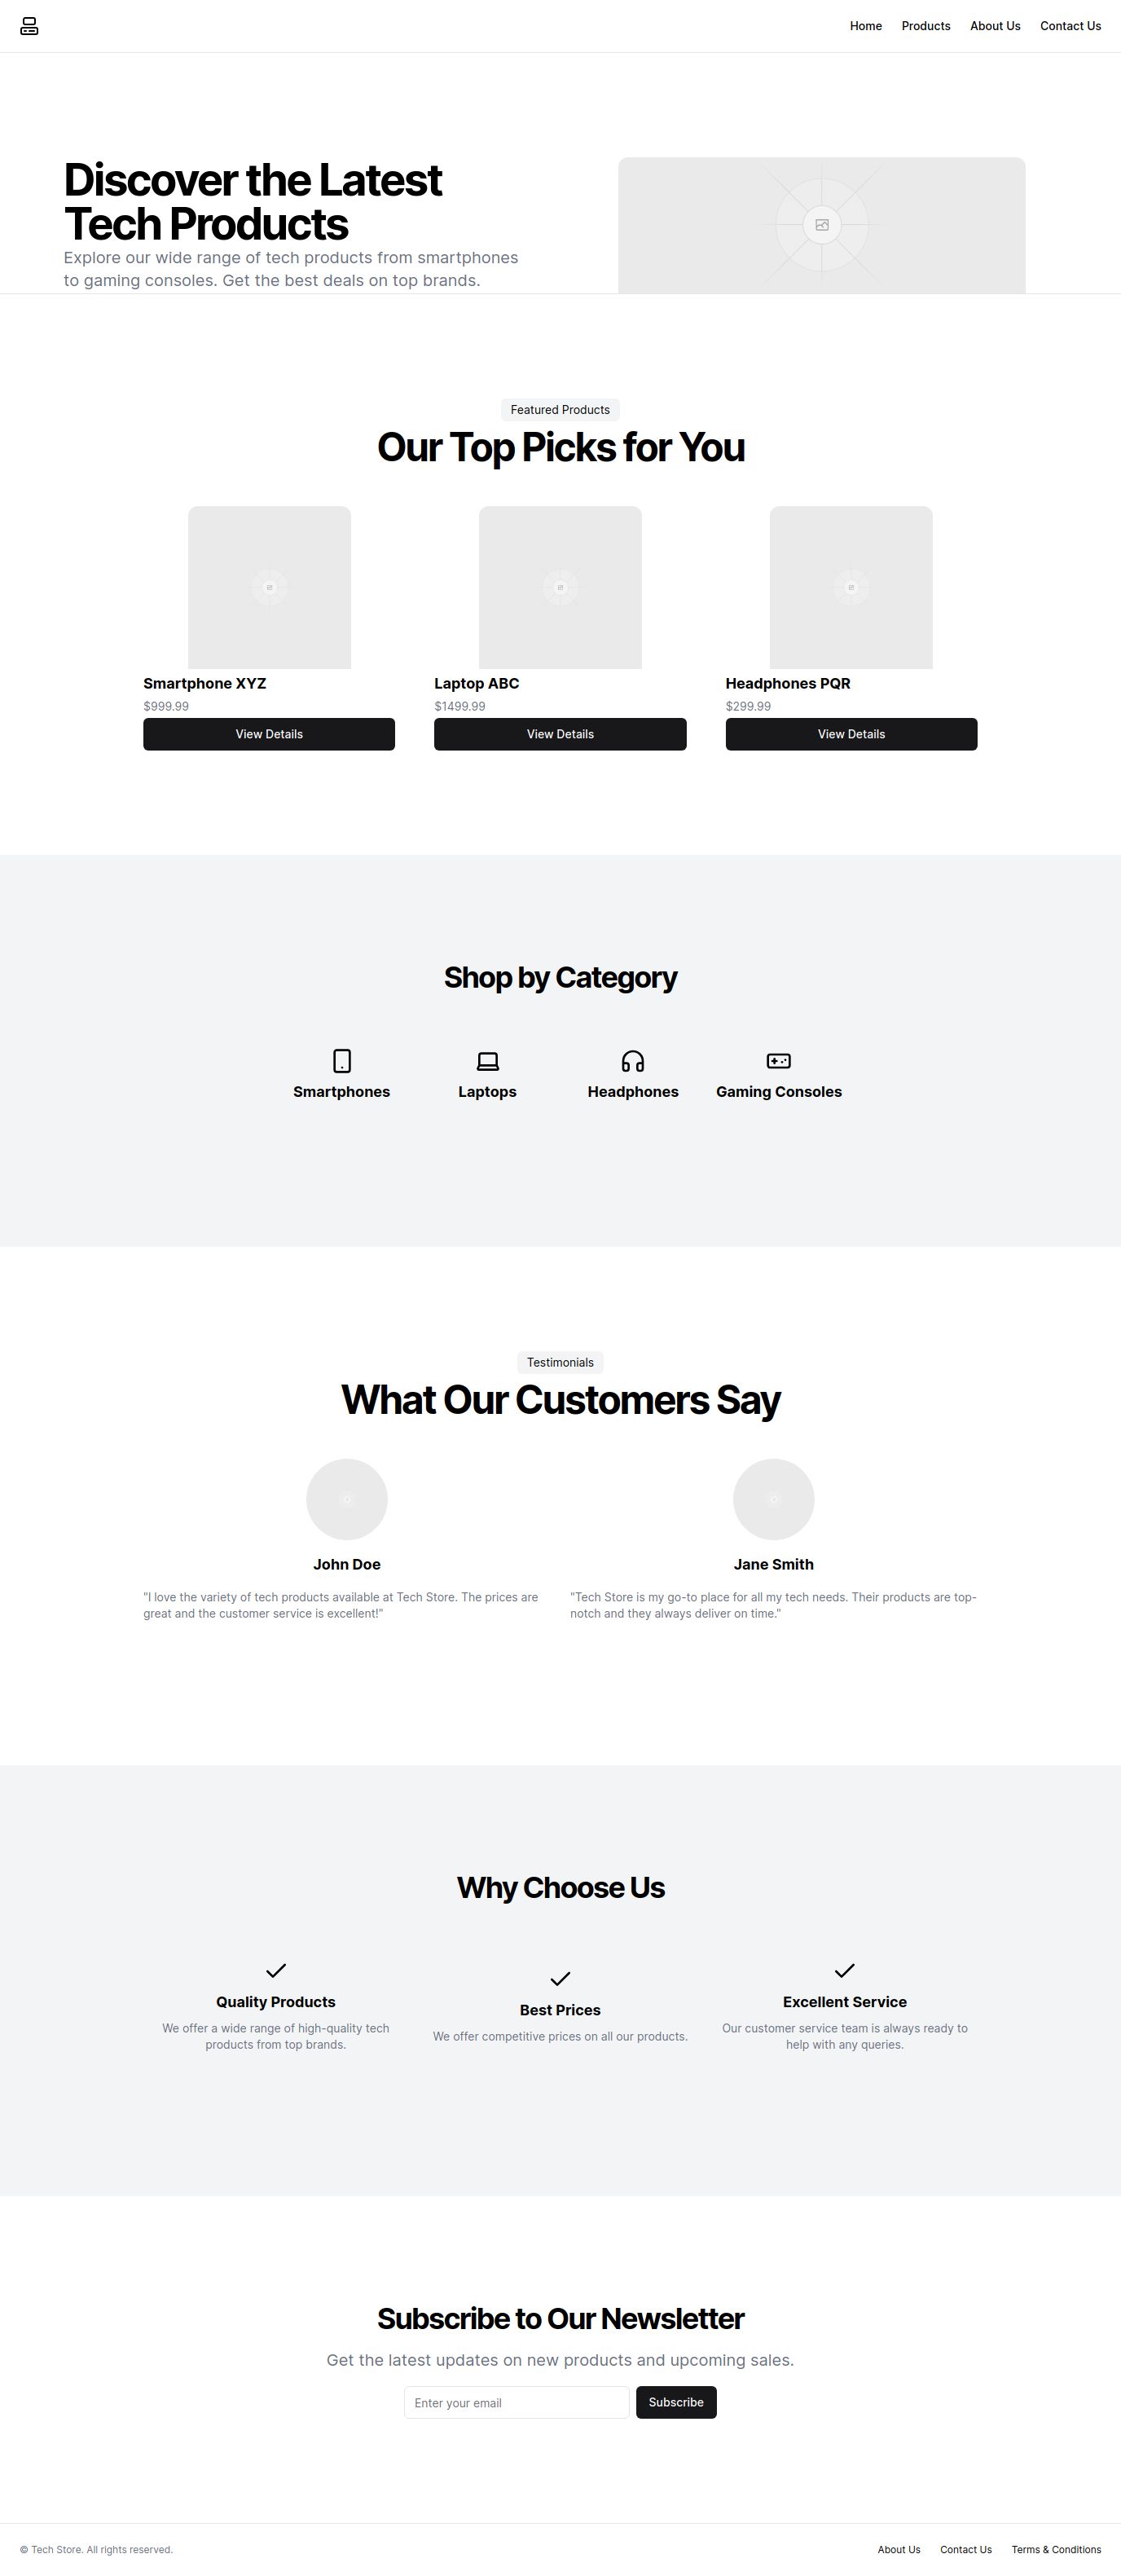 Home Products About Us Contact Us
Discover the Latest
Tech Products
Explore our wide range of tech products from smartphones
to gaming consoles. Get the best deals on top brands.
Featured Products
Our Top Picks for You
Smartphone XYZ
$999.99
View Details
Laptop ABC
$1499.99
View Details
Headphones PQR
$299.99
View Details
Shop by Category
Smartphones
Laptops
Headphones
Gaming Consoles
Testimonials
What Our Customers Say
John Doe
"I love the variety of tech products available at Tech Store. The prices are
great and the customer service is excellent!"
Jane Smith
"Tech Store is my go-to place for all my tech needs. Their products are top-
notch and they always deliver on time."
Why Choose Us
Quality Products
We offer a wide range of high-quality tech
products from top brands.
Best Prices
We offer competitive prices on all our products.
Excellent Service
Our customer service team is always ready to
help with any queries.
Subscribe to Our Newsletter
Get the latest updates on new products and upcoming sales.
Enter your email
Subscribe
© Tech Store. All rights reserved.
About Us Contact Us Terms & Conditions